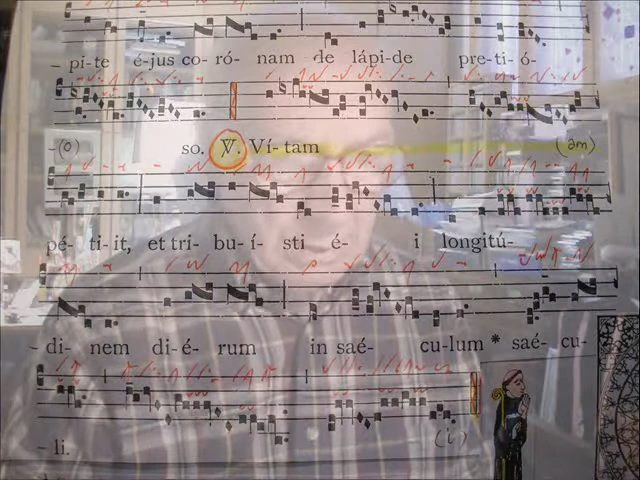 - pi-te é-jus co-ró- nam de lápi-de pre-ti-ó-
-(o) so. ℣. Ví-tam (am)
pé- ti-it, et tri- bu-í- sti é- i longitú-
- di- nem di-é- rum in saé- cu-lum * saé-cu-
- li. (i)